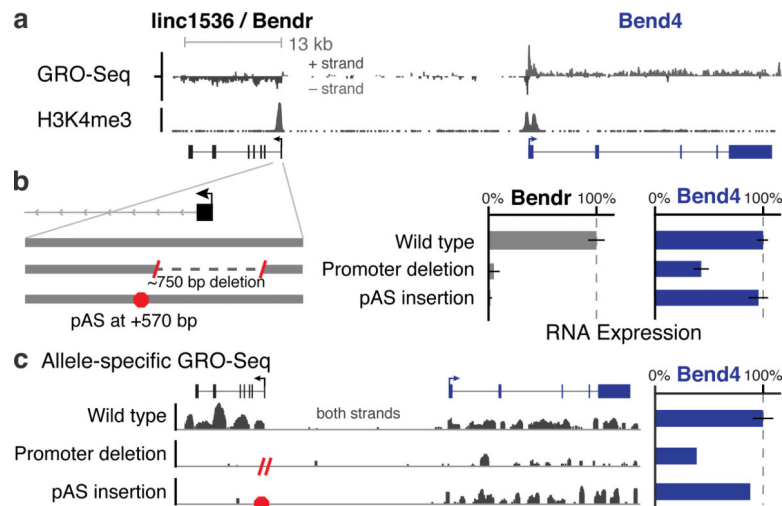 a linc1536 / Bendr Bend4
13 kb
GRO-Seq + strand
– strand
H3K4me3
b
~750 bp deletion
pAS at +570 bp
Bendr Bend4
0% 100% 0% 100%
Wild type
Promoter deletion
pAS insertion
RNA Expression
c Allele-specific GRO-Seq
Bend4
0% 100%
Wild type both strands
Promoter deletion
pAS insertion